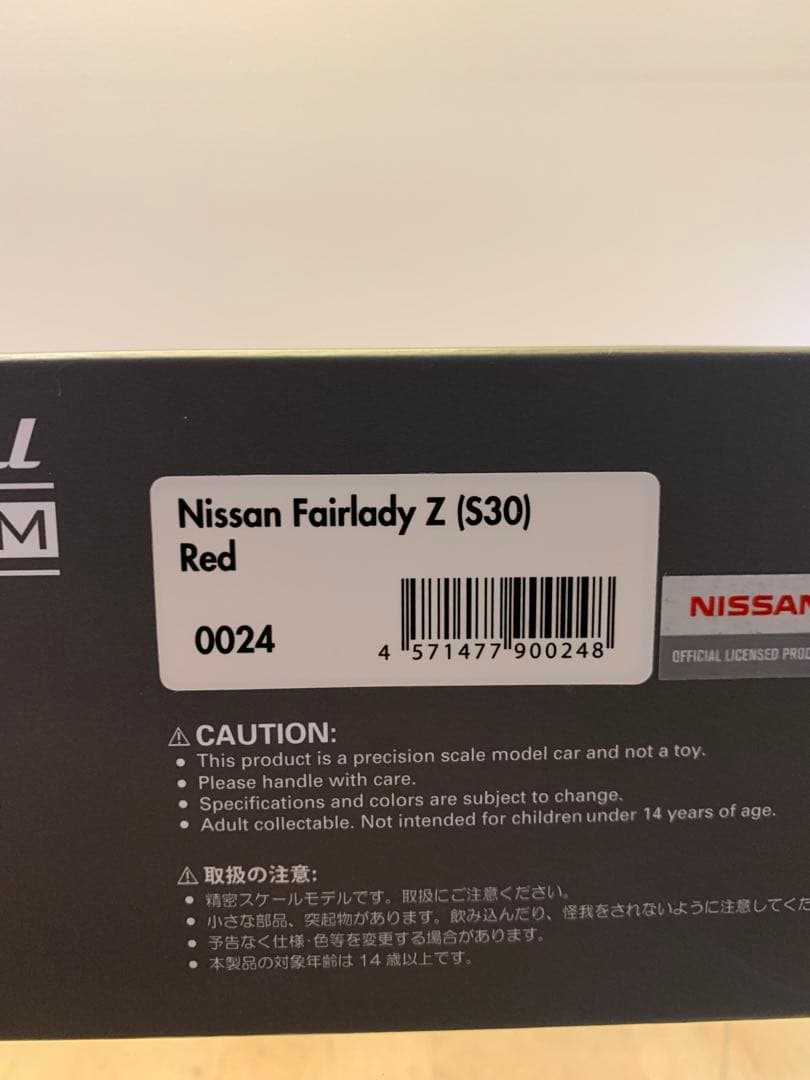 M
Nissan Fairlady Z (S30)
Red
0024
4 571477 900248
NISSAN
OFFICIAL LICENSED
⚠ CAUTION:
● This product is a precision scale model car and not a toy.
● Please handle with care.
● Specifications and colors are subject to change.
● Adult collectable. Not intended for children under 14 years of age.
⚠ 取扱の注意:
● 精密スケールモデルです。取扱にご注意ください。
● 小さな部品、突起物があります。飲み込んだり、怪我をされないように注意してくだ
● 予告なく仕様・色等を変更する場合があります。
● 本製品の対象年齢は 14 歳以上です。